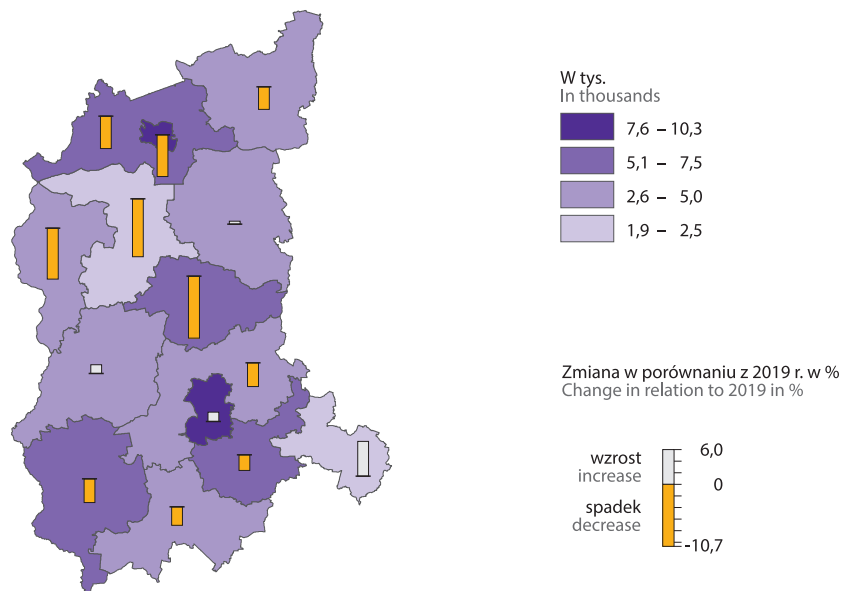 W tys.
In thousands
7,6 – 10,3
5,1 – 7,5
2,6 – 5,0
1,9 – 2,5
Zmiana w porównaniu z 2019 r. w %
Change in relation to 2019 in %
wzrost
increase
spadek
decrease
6,0
0
-10,7